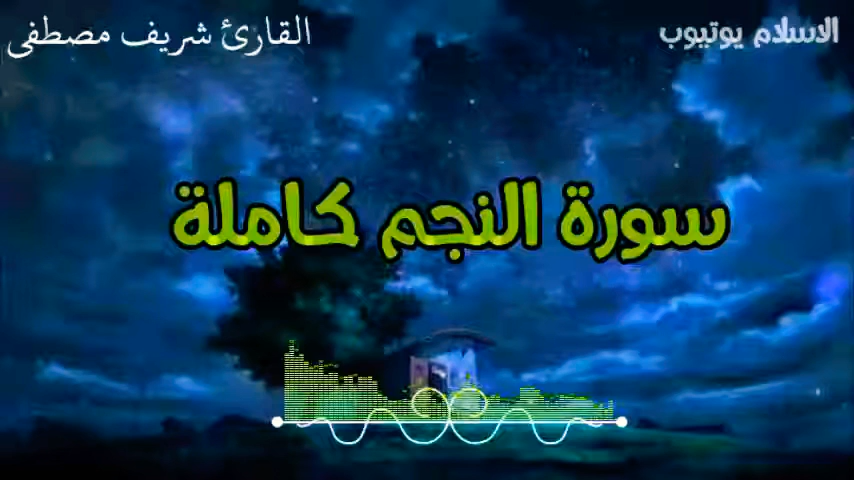 الاسلام يوتيوب
القارئ شريف مصطفى
سورة النجم كاملة